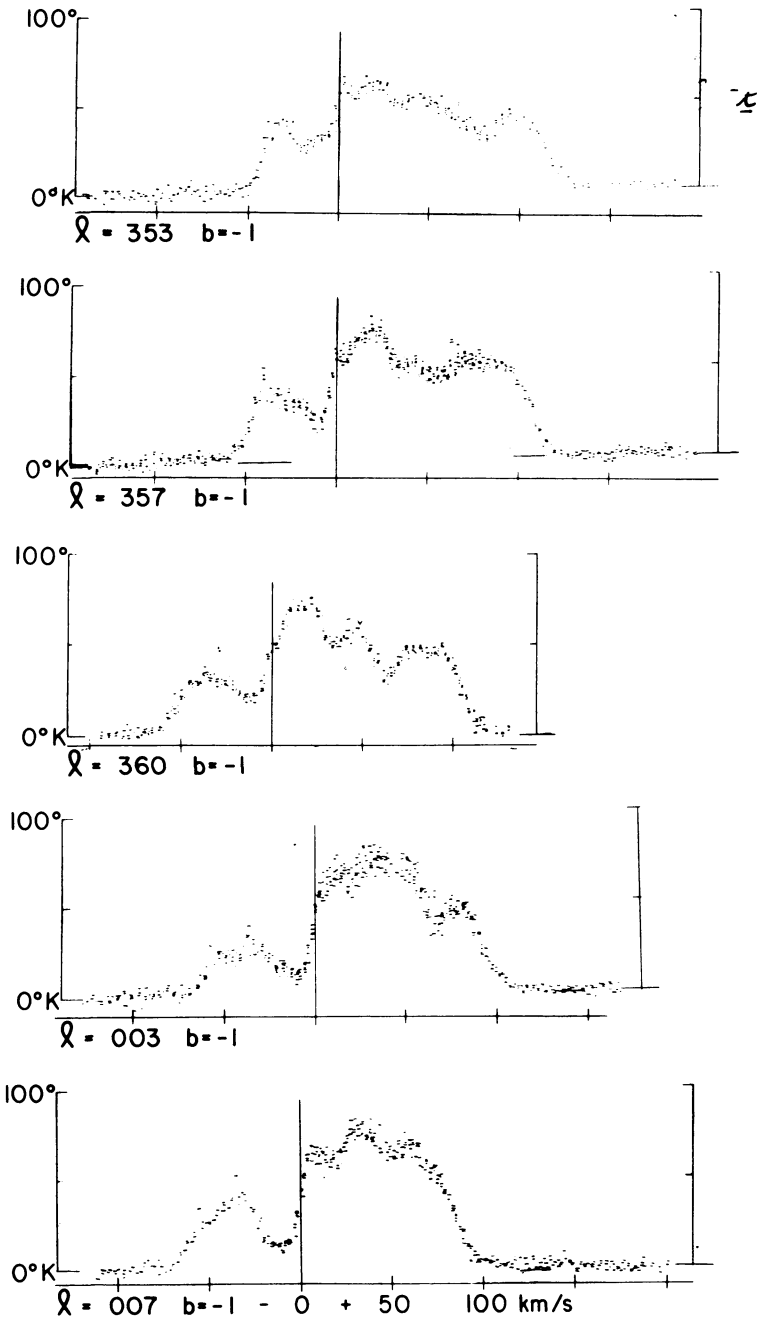 100°
0°K
ℓ = 353 b=-1
100°
0°K
ℓ = 357 b=-1
100°
0°K
ℓ = 360 b=-1
100°
0°K
ℓ = 003 b=-1
100°
0°K
ℓ = 007 b=-1 - 0 + 50 100 km/s